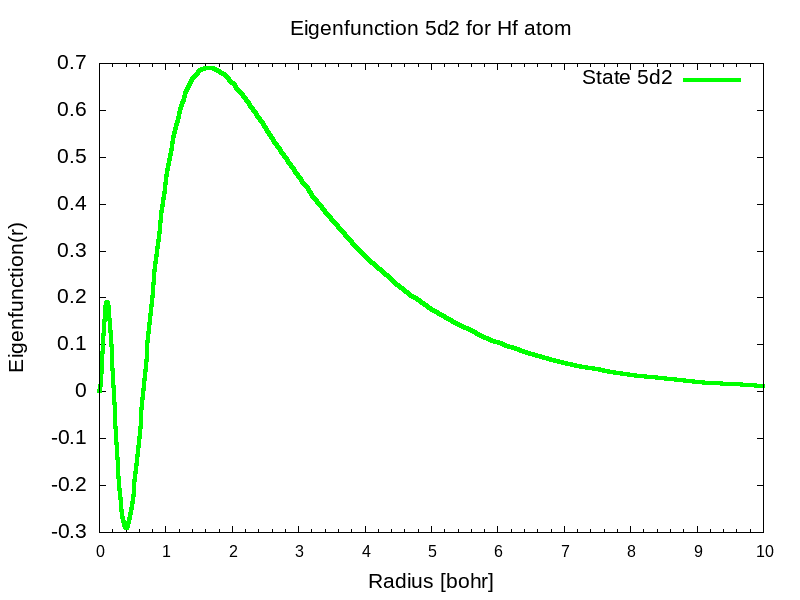 Eigenfunction 5d2 for Hf atom
State 5d2
Eigenfunction(r)
0.7
0.6
0.5
0.4
0.3
0.2
0.1
0
-0.1
-0.2
-0.3
0 1 2 3 4 5 6 7 8 9 10
Radius [bohr]